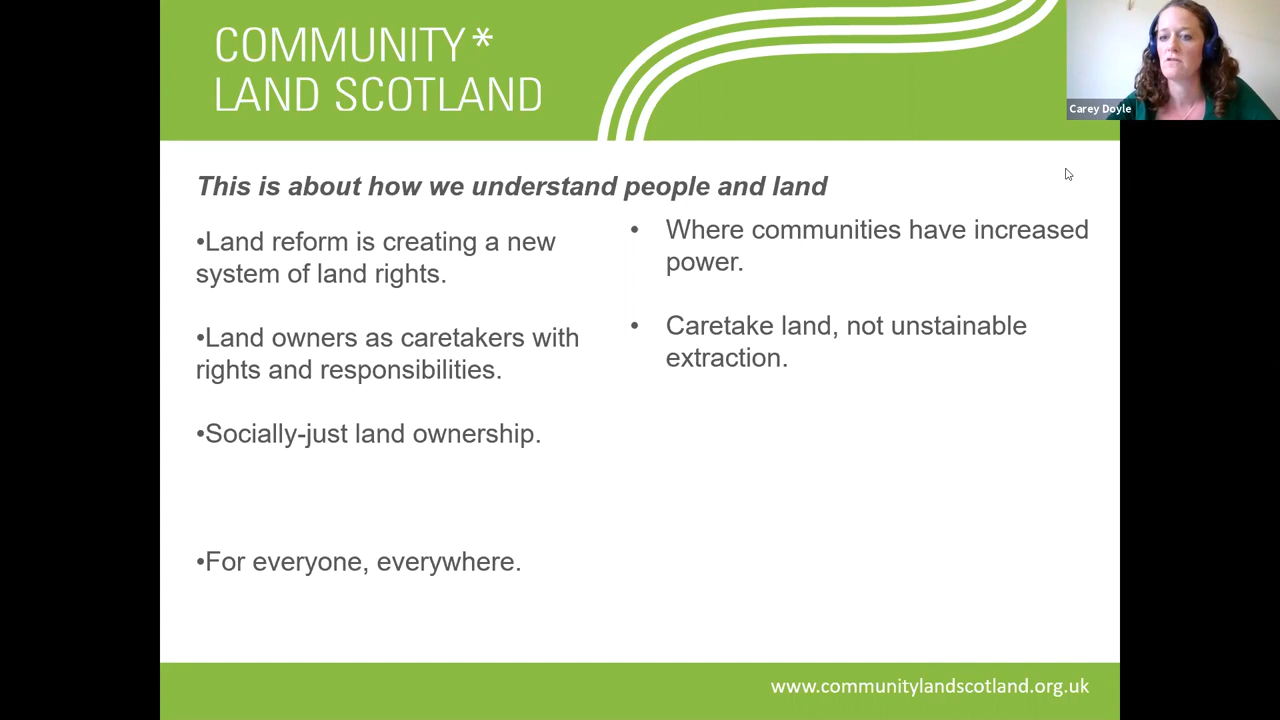 COMMUNITY*
LAND SCOTLAND
Carey Doyle
This is about how we understand people and land
•Land reform is creating a new
system of land rights.
•Land owners as caretakers with
rights and responsibilities.
•Socially-just land ownership.
•For everyone, everywhere.
• Where communities have increased
power.
• Caretake land, not unstainable
extraction.
www.communitylandscotland.org.uk